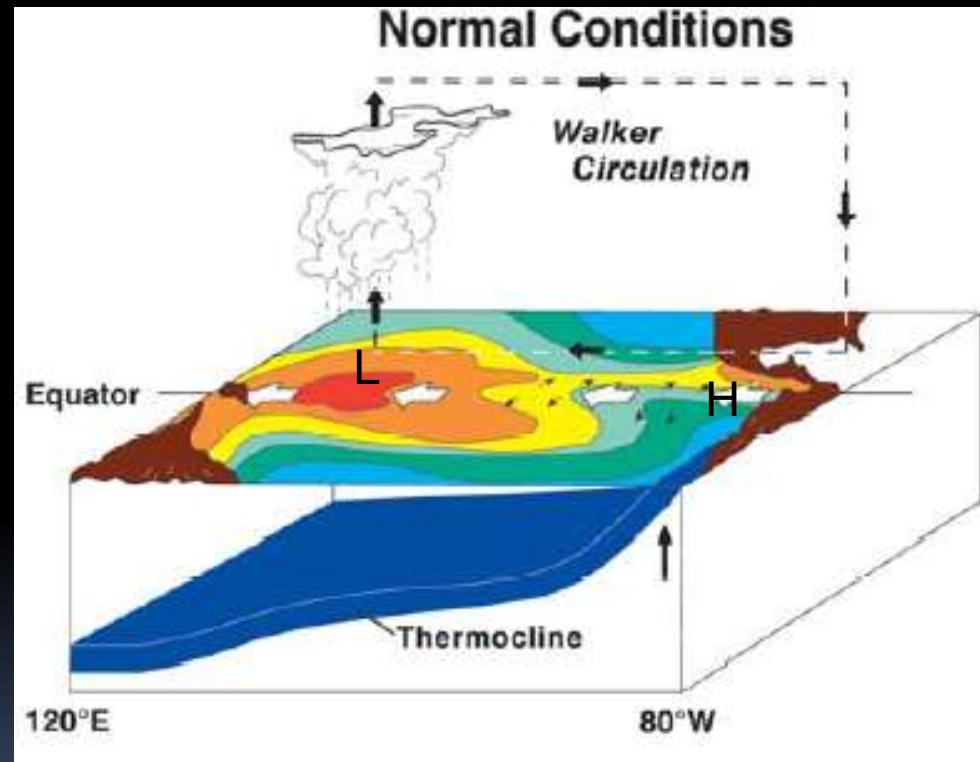 Normal Conditions
Walker
Circulation
L
Equator
H
Thermocline
120°E
80°W